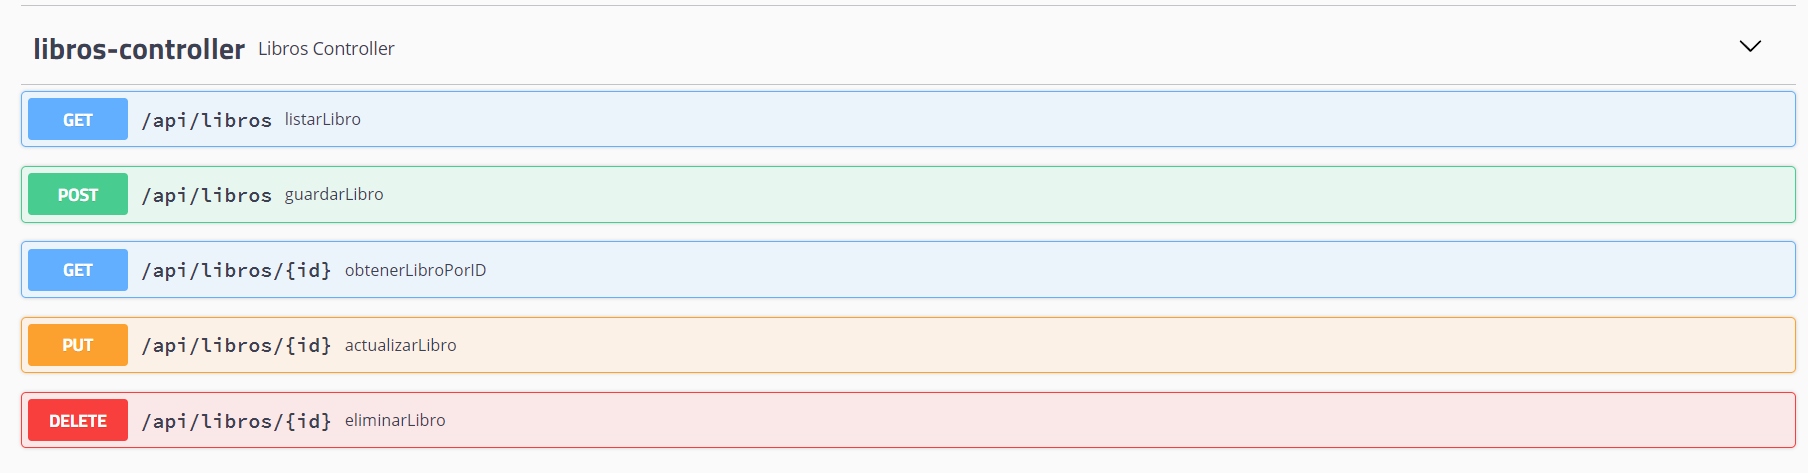 libros-controller Libros Controller
GET /api/libros listarLibro
POST /api/libros guardarLibro
GET /api/libros/{id} obtenerLibroPorID
PUT /api/libros/{id} actualizarLibro
DELETE /api/libros/{id} eliminarLibro